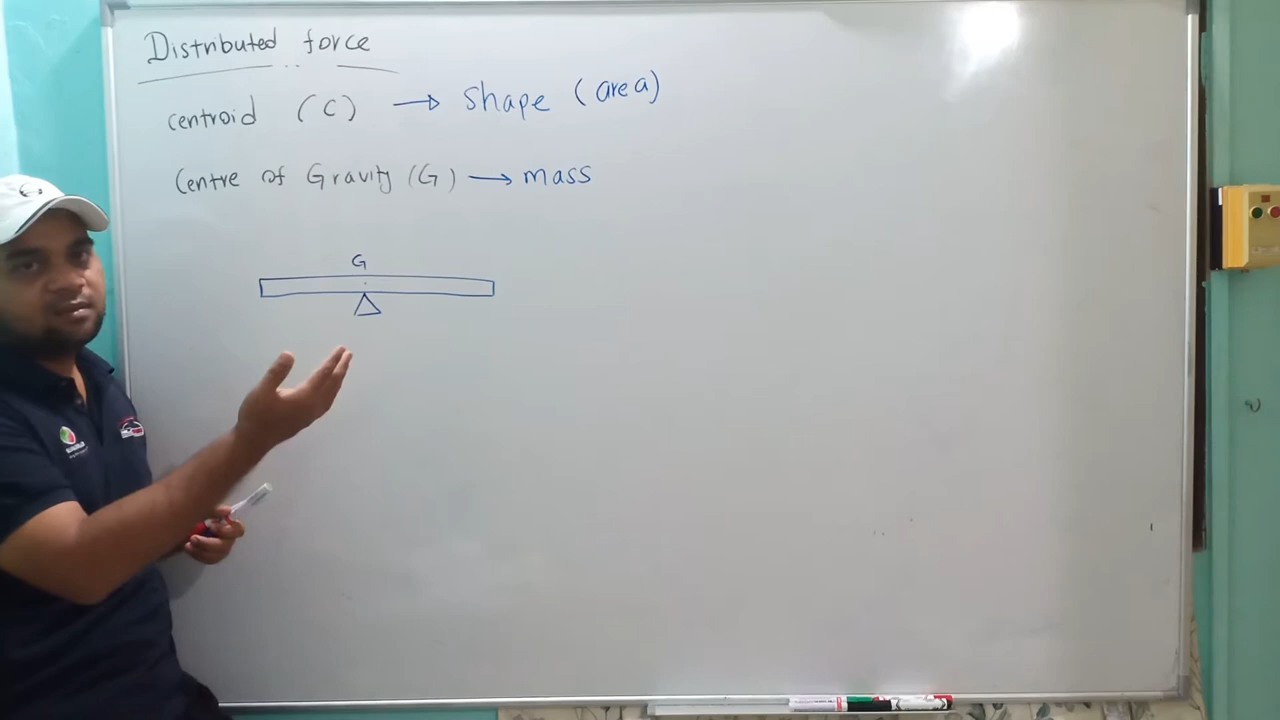 Distributed force
centroid (C) → shape (area)
Centre of Gravity (G) → mass
G